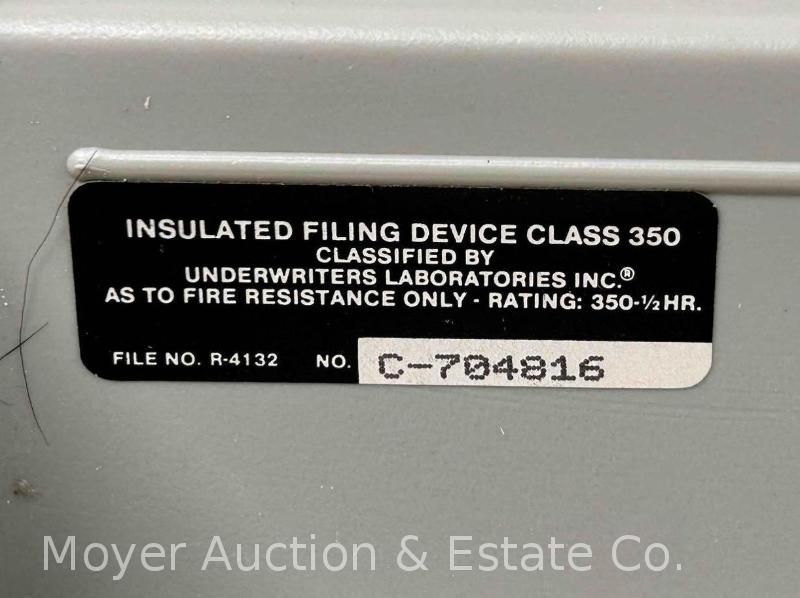 INSULATED FILING DEVICE CLASS 350
CLASSIFIED BY
UNDERWRITERS LABORATORIES INC.®
AS TO FIRE RESISTANCE ONLY - RATING: 350-½HR.
FILE NO. R-4132 NO. C-704816
Moyer Auction & Estate Co.